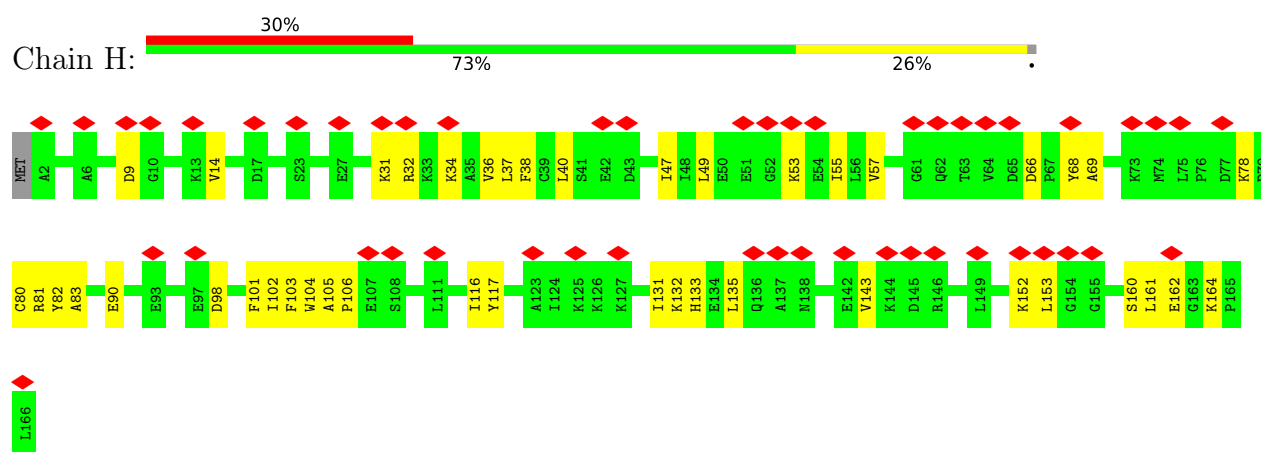 30%
Chain H:
73% 26% •
MET A2 A6 D9 G10 K13 V14 D17 S23 E27 K31 R32 K33 K34 A35 V36 L37 F38 C39 L40 S41 E42 D43 I47 I48 L49 E50 E51 G52 K53 E54 I55 L56 V57 G61 Q62 T63 V64 D65 D66 P67 Y68 A69 K73 M74 L75 P76 D77 K78
C80 R81 Y82 A83 E90 E93 E97 D98 F101 I102 F103 W104 A105 P106 E107 S108 L111 I116 Y117 A123 I124 K125 K126 K127 I131 K132 H133 E134 L135 Q136 A137 N138 E142 V143 K144 D145 R146 L149 K152 L153 G154 G155 S160 L161 E162 G163 K164 P165
L166